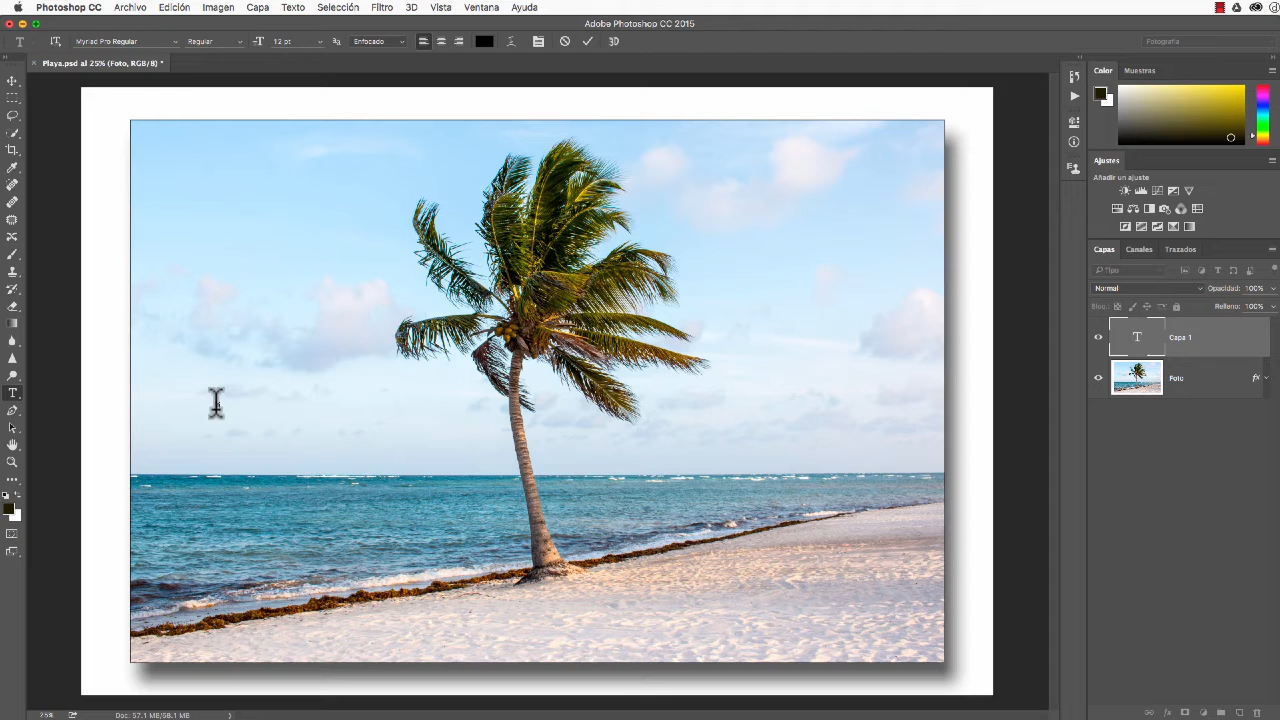 Photoshop CC Archivo Edición Imagen Capa Texto Selección Filtro 3D Vista Ventana Ayuda
Adobe Photoshop CC 2015
T Myriad Pro Regular Regular 12 pt Enfocado 3D Fotografía
Playa.psd al 25% (Foto, RGB/8) *
Color Muestras
Ajustes
Añadir un ajuste
Capas Canales Trazados
Tipo
Normal Opacidad: 100%
Bloq.: Relleno: 100%
T Capa 1
Foto fx
25% Doc: 57.1 MB/68.1 MB